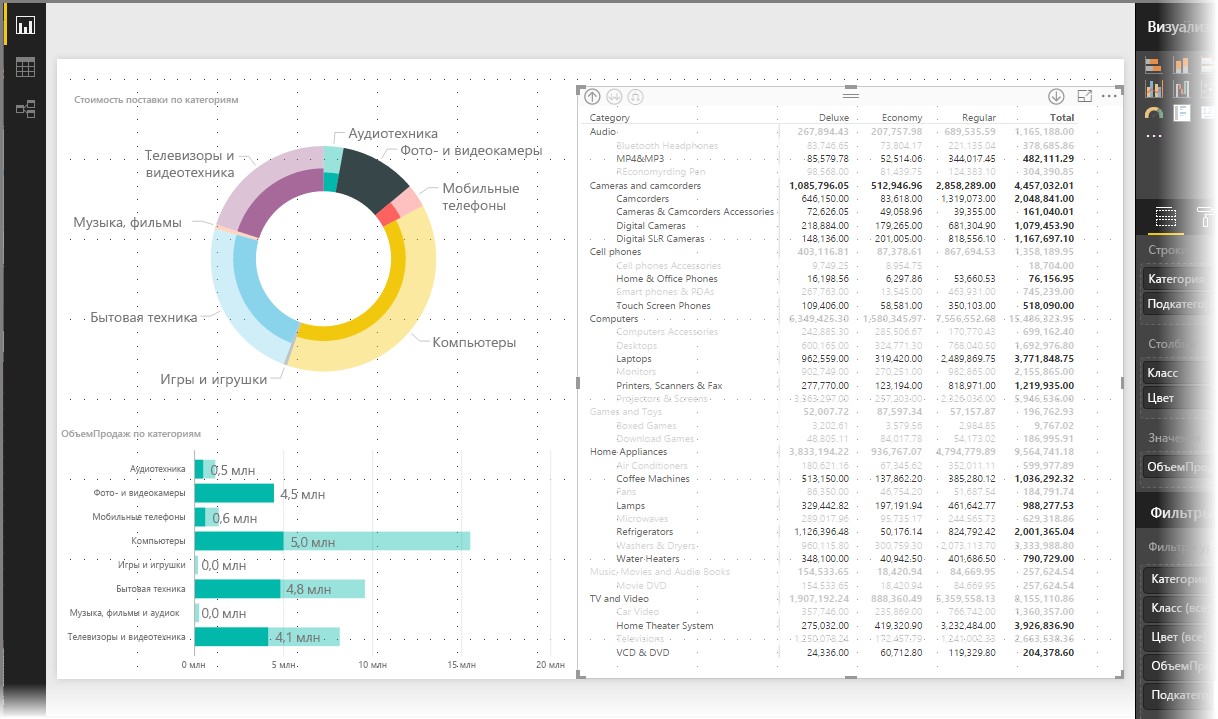 Стоимость поставки по категориям
Аудиотехника
Фото- и видеокамеры
Мобильные
телефоны
Телевизоры и
видеотехника
Музыка, фильмы
Бытовая техника
Игры и игрушки
Компьютеры
ОбъемПродаж по категориям
Аудиотехника 0,5 млн
Фото- и видеокамеры 4,5 млн
Мобильные телефоны 0,6 млн
Компьютеры 5,0 млн
Игры и игрушки 0,0 млн
Бытовая техника 4,8 млн
Музыка, фильмы и аудиок 0,0 млн
Телевизоры и видеотехника 4,1 млн
0 млн 5 млн 10 млн 15 млн 20 млн
Category Deluxe Economy Regular Total
Audio 267,894.43 207,757.98 689,535.59 1,165,188.00
Bluetooth Headphones 83,746.65 73,804.17 221,135.04 378,685.86
MP4&MP3 85,579.78 52,514.06 344,017.45 482,111.29
REconomyrding Pen 98,568.00 81,439.75 124,383.10 304,390.85
Cameras and camcorders 1,085,796.05 512,946.96 2,858,289.00 4,457,032.01
Camcorders 646,150.00 83,618.00 1,319,073.00 2,048,841.00
Cameras & Camcorders Accessories 72,626.05 49,058.96 39,355.00 161,040.01
Digital Cameras 218,884.00 179,265.00 681,304.90 1,079,453.90
Digital SLR Cameras 148,136.00 201,005.00 818,556.10 1,167,697.10
Cell phones 403,116.81 87,378.61 867,694.53 1,358,189.95
Cell phones Accessories 9,749.25 8,954.75 18,704.00
Home & Office Phones 16,198.56 6,297.86 53,660.53 76,156.95
Smart phones & PDAs 267,763.00 13,545.00 463,931.00 745,239.00
Touch Screen Phones 109,406.00 58,581.00 350,103.00 518,090.00
Computers 6,349,425.30 1,580,345.97 7,556,552.68 15,486,323.95
Computers Accessories 242,885.30 285,506.67 170,770.43 699,162.40
Desktops 600,165.00 324,771.30 768,040.50 1,692,976.80
Laptops 962,559.00 319,420.00 2,489,869.75 3,771,848.75
Monitors 902,749.00 270,251.00 982,865.00 2,155,865.00
Printers, Scanners & Fax 277,770.00 123,194.00 818,971.00 1,219,935.00
Projectors & Screens 3,363,297.00 257,303.00 2,326,036.00 5,946,536.00
Games and Toys 52,007.72 87,597.34 57,157.87 196,762.93
Boxed Games 3,202.61 3,579.56 2,984.85 9,767.02
Download Games 48,805.11 84,017.78 54,173.02 186,995.91
Home Appliances 3,833,194.22 936,767.07 4,794,779.89 9,564,741.18
Air Conditioners 180,621.16 67,345.62 352,011.11 599,977.89
Coffee Machines 513,150.00 137,862.20 385,280.12 1,036,292.32
Fans 86,350.00 46,754.20 51,687.54 184,791.74
Lamps 329,442.82 197,191.94 461,642.77 988,277.53
Microwaves 289,017.96 95,735.17 244,565.73 629,318.86
Refrigerators 1,126,396.48 50,176.14 824,792.42 2,001,365.04
Washers & Dryers 960,115.80 300,759.30 2,073,113.70 3,333,988.80
Water Heaters 348,100.00 40,942.50 401,686.50 790,729.00
Music, Movies and Audio Books 154,533.65 18,420.94 84,669.95 257,624.54
Movie DVD 154,533.65 18,420.94 84,669.95 257,624.54
TV and Video 1,907,192.24 888,360.49 5,359,558.13 8,155,110.86
Car Video 357,746.00 235,869.00 766,742.00 1,360,357.00
Home Theater System 275,032.00 419,320.90 3,232,484.00 3,926,836.90
Televisions 1,250,078.24 172,457.79 1,241,002.33 2,663,538.36
VCD & DVD 24,336.00 60,712.80 119,329.80 204,378.60
Строки
Категория
Класс
Цвет
Фильтры
Категория
Класс (все
Цвет (все